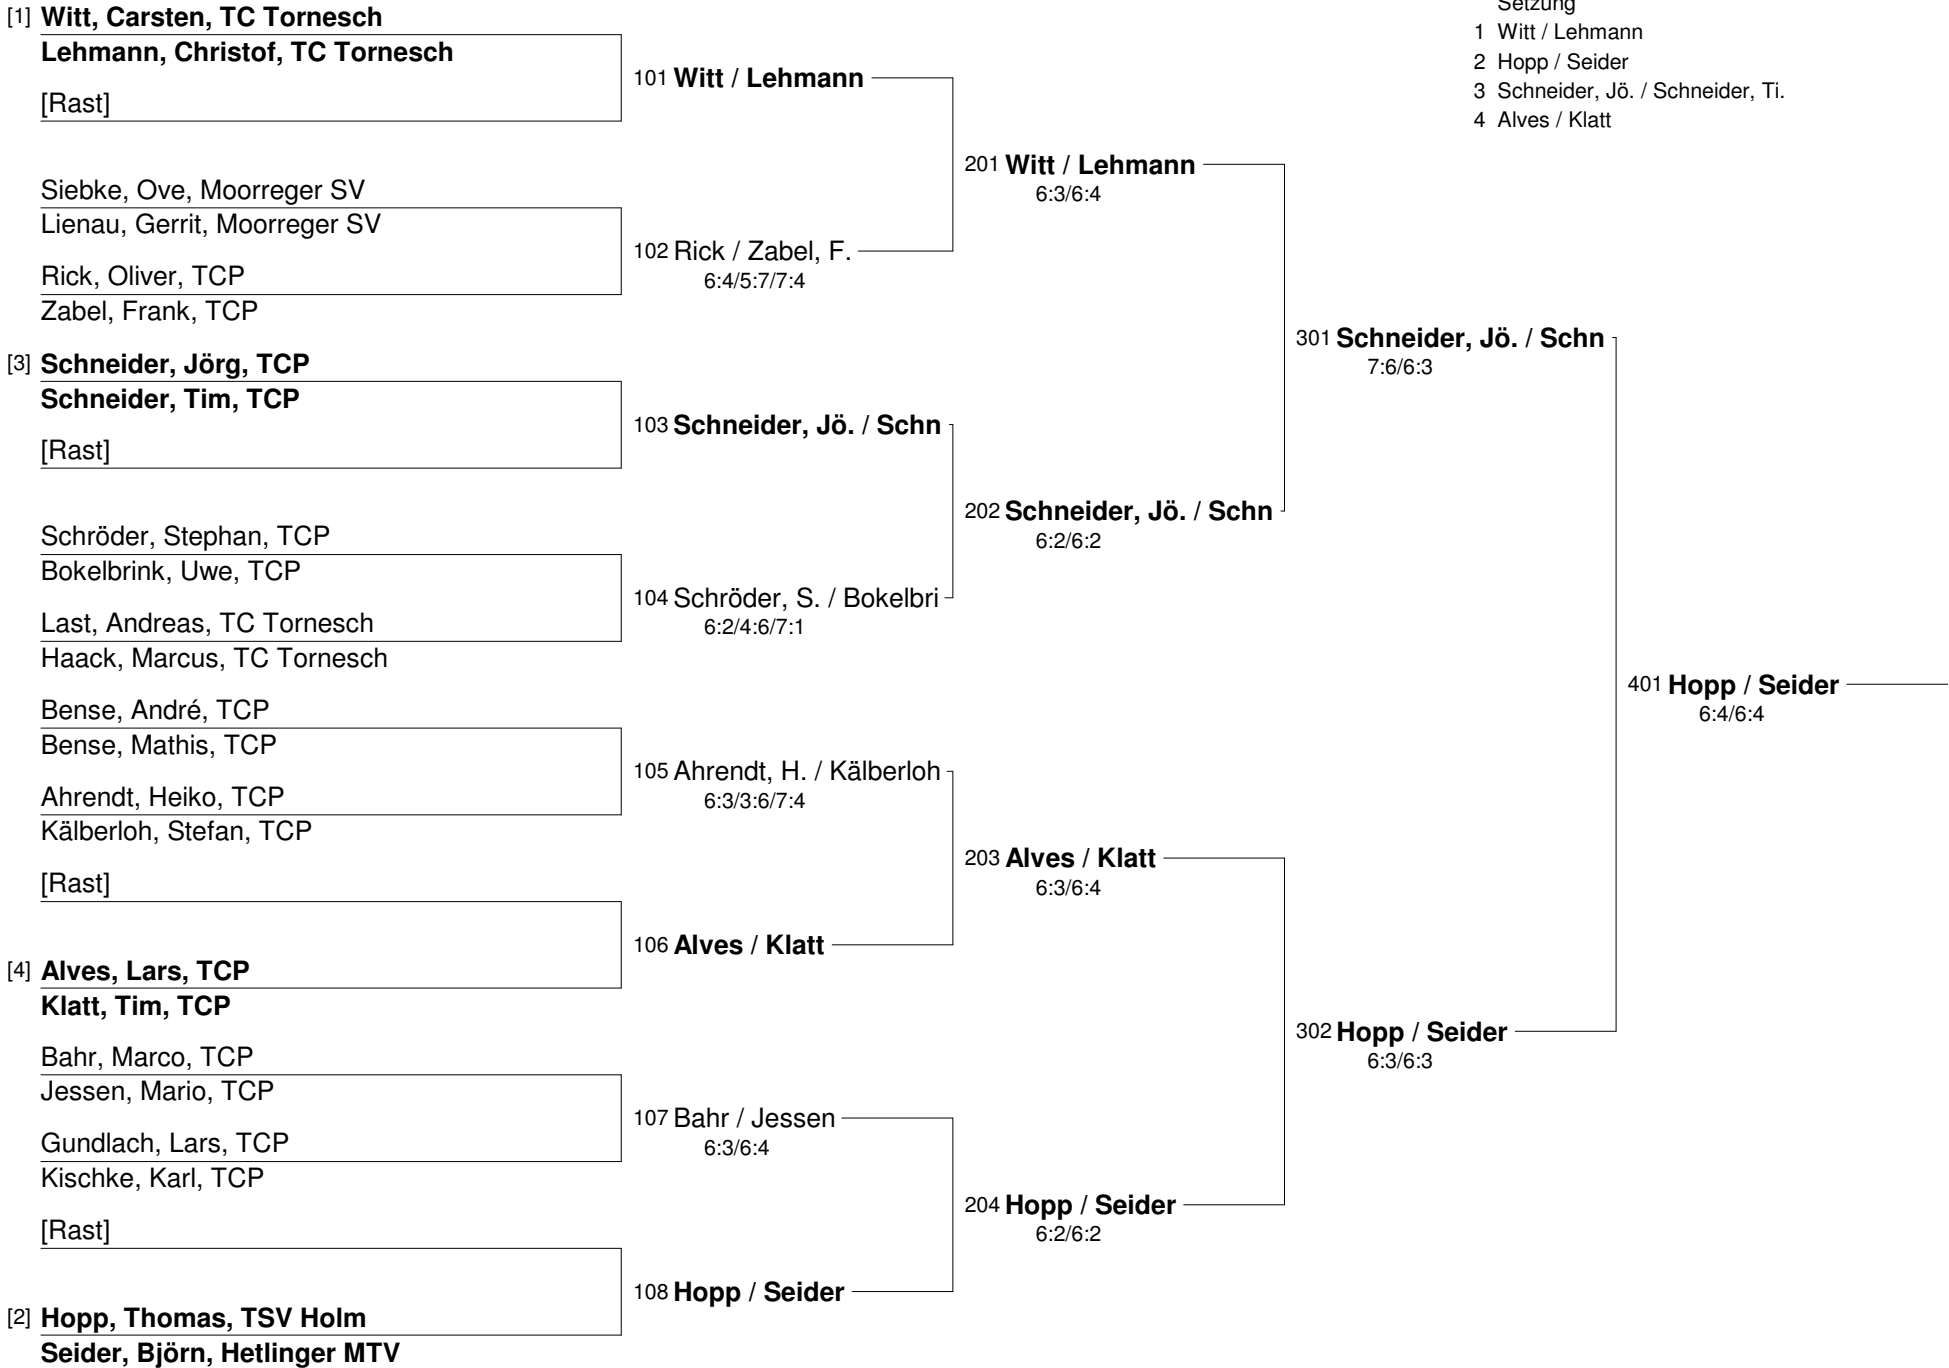 [1] Witt, Carsten, TC Tornesch
Lehmann, Christof, TC Tornesch
[Rast]
Siebke, Ove, Moorreger SV
Lienau, Gerrit, Moorreger SV
Rick, Oliver, TCP
Zabel, Frank, TCP
[3] Schneider, Jörg, TCP
Schneider, Tim, TCP
[Rast]
Schröder, Stephan, TCP
Bokelbrink, Uwe, TCP
Last, Andreas, TC Tornesch
Haack, Marcus, TC Tornesch
Bense, André, TCP
Bense, Mathis, TCP
Ahrendt, Heiko, TCP
Kälberloh, Stefan, TCP
[Rast]
[4] Alves, Lars, TCP
Klatt, Tim, TCP
Bahr, Marco, TCP
Jessen, Mario, TCP
Gundlach, Lars, TCP
Kischke, Karl, TCP
[Rast]
[2] Hopp, Thomas, TSV Holm
Seider, Björn, Hetlinger MTV
101 Witt / Lehmann
102 Rick / Zabel, F.
6:4/5:7/7:4
103 Schneider, Jö. / Schn
104 Schröder, S. / Bokelbri
6:2/4:6/7:1
105 Ahrendt, H. / Kälberloh
6:3/3:6/7:4
106 Alves / Klatt
107 Bahr / Jessen
6:3/6:4
108 Hopp / Seider
201 Witt / Lehmann
6:3/6:4
202 Schneider, Jö. / Schn
6:2/6:2
203 Alves / Klatt
6:3/6:4
204 Hopp / Seider
6:2/6:2
301 Schneider, Jö. / Schn
7:6/6:3
302 Hopp / Seider
6:3/6:3
401 Hopp / Seider
6:4/6:4
Setzung
1 Witt / Lehmann
2 Hopp / Seider
3 Schneider, Jö. / Schneider, Ti.
4 Alves / Klatt